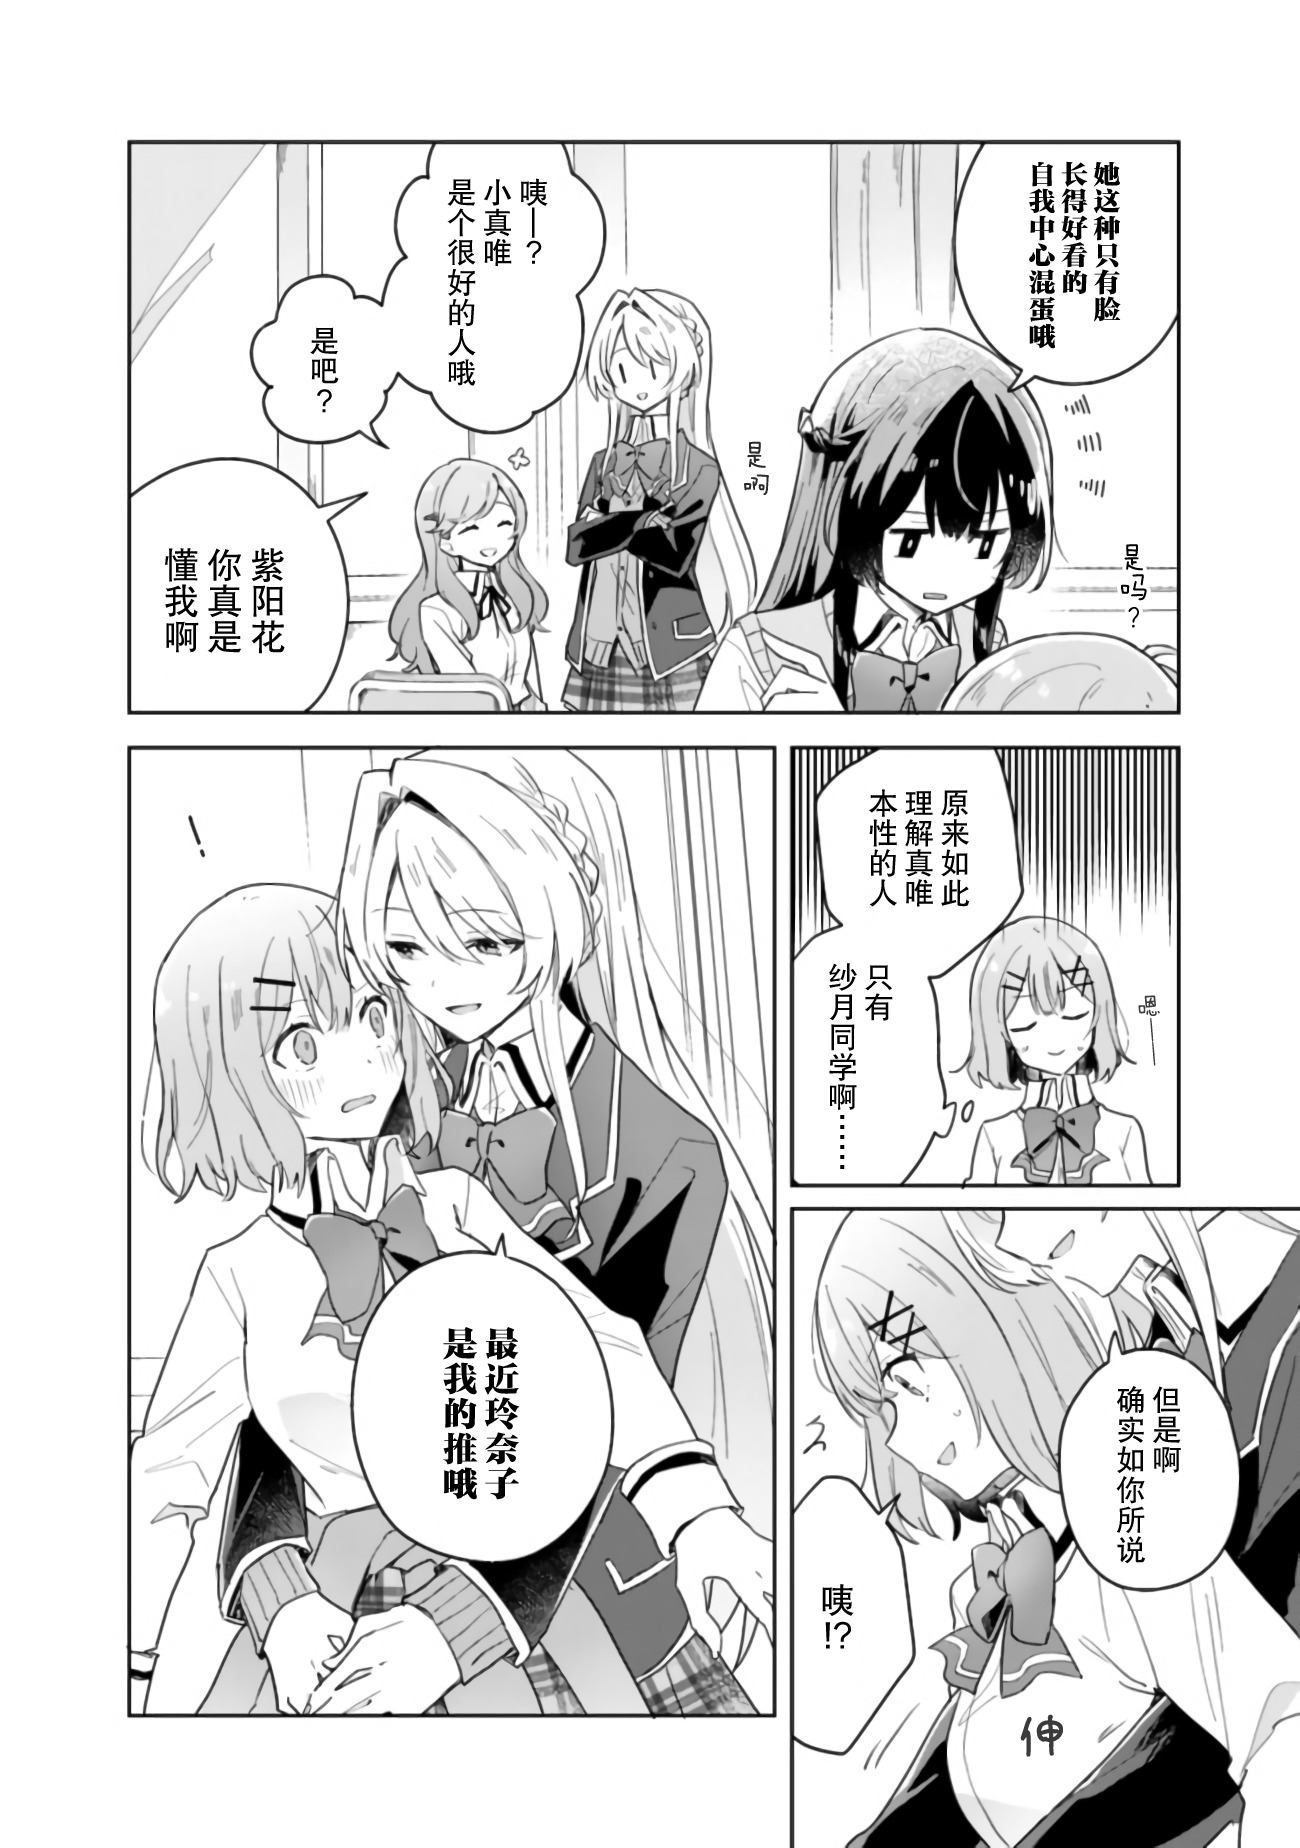 她这种只有脸
长得好看的
自我中心混蛋哦
是吗？
是啊
咦—？
小真唯
是个很好的人哦
是吧？
紫阳花
你真是
懂我啊
原来如此
理解真唯
本性的人
只有
纱月同学啊……
嗯——
但是啊
确实如你所说
咦!?
伸
！
最近玲奈子
是我的推哦